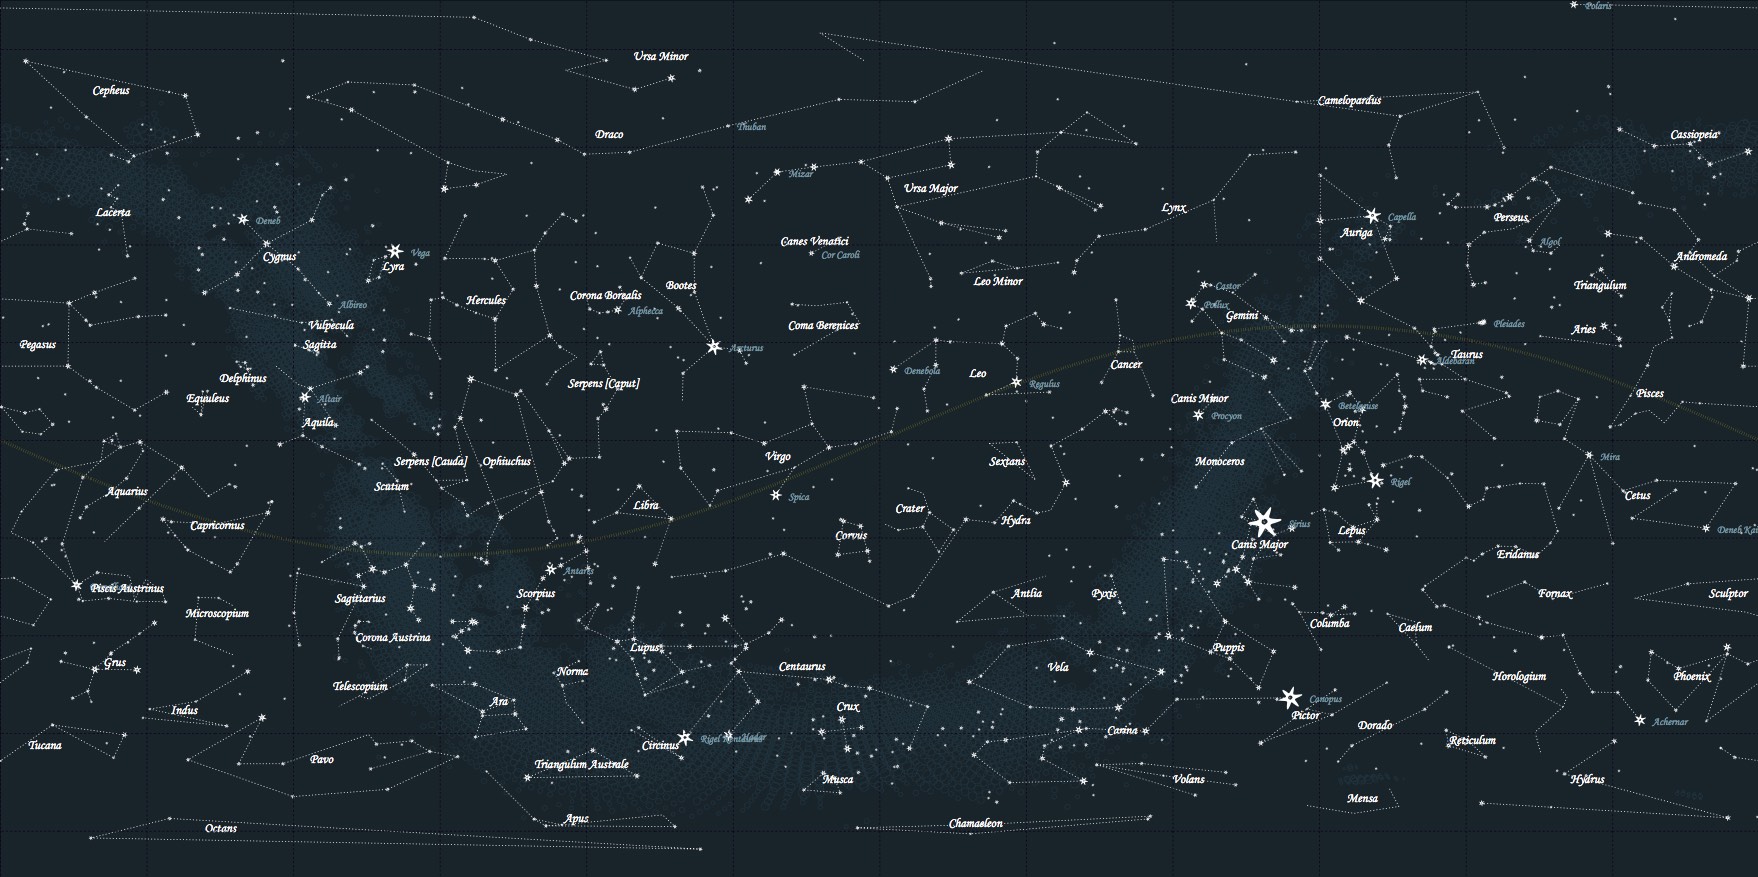 Polaris
Ursa Minor
Cepheus
Camelopardus
Thuban
Draco
Cassiopeia
Mizar
Ursa Major
Lacerta
Deneb
Lynx
Capella
Perseus
Auriga
Cygnus
Vega
Lyra
Canes Venatici
Cor Caroli
Algol
Andromeda
Leo Minor
Triangulum
Castor
Pollux
Gemini
Bootes
Corona Borealis
Alphecca
Hercules
Albireo
Vulpecula
Coma Berenices
Pleiades
Aries
Pegasus
Sagitta
Arcturus
Taurus
Aldebaran
Cancer
Denebola
Leo
Regulus
Delphinus
Serpens [Caput]
Equuleus
Altair
Canis Minor
Procyon
Betelgeuse
Pisces
Aquila
Orion
Virgo
Mira
Serpens [Cauda]
Ophiuchus
Sextans
Monoceros
Scutum
Rigel
Aquarius
Spica
Cetus
Libra
Crater
Hydra
Capricornus
Sirius
Lepus
Corvus
Canis Major
Eridanus
Antares
Piscis Austrinus
Scorpius
Antlia
Pyxis
Fornax
Sculptor
Sagittarius
Microscopium
Columba
Caelum
Corona Austrina
Lupus
Puppis
Grus
Norma
Centaurus
Vela
Horologium
Phoenix
Telescopium
Ara
Canopus
Indus
Crux
Pictor
Dorado
Achernar
Carina
Reticulum
Tucana
Circinus
Hadar
Pavo
Triangulum Australe
Musca
Volans
Hydrus
Mensa
Apus
Octans
Chamaeleon